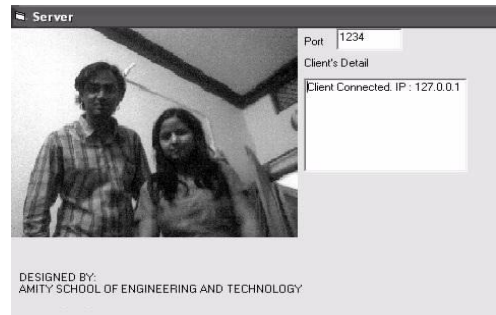 Server
Port 1234
Client's Detail
Client Connected. IP : 127.0.0.1
DESIGNED BY:
AMITY SCHOOL OF ENGINEERING AND TECHNOLOGY